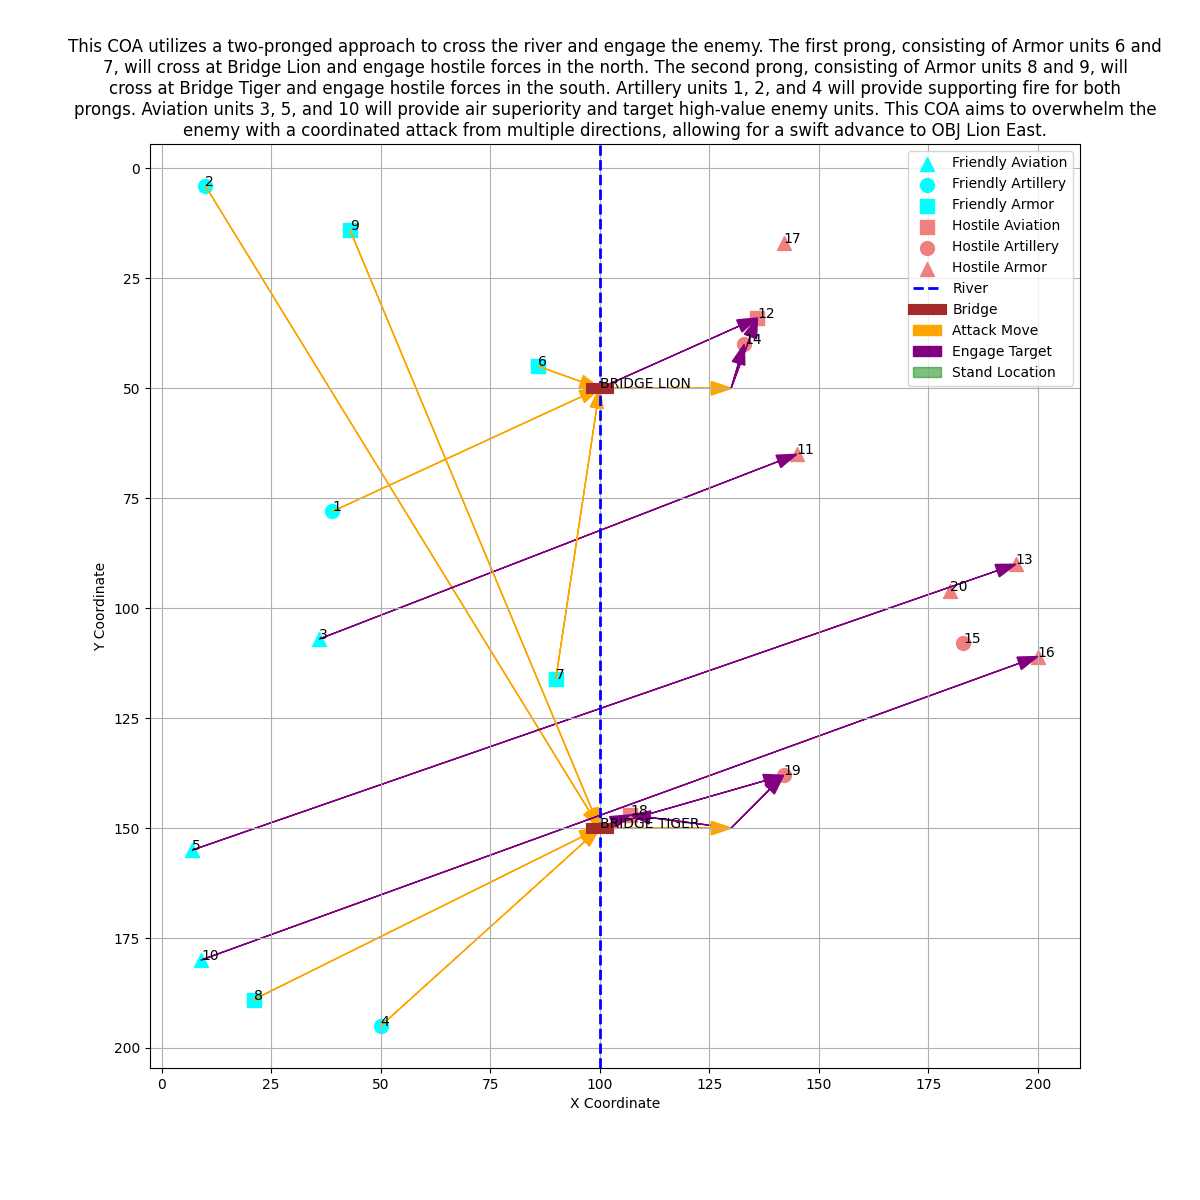 This COA utilizes a two-pronged approach to cross the river and engage the enemy. The first prong, consisting of Armor units 6 and
7, will cross at Bridge Lion and engage hostile forces in the north. The second prong, consisting of Armor units 8 and 9, will
cross at Bridge Tiger and engage hostile forces in the south. Artillery units 1, 2, and 4 will provide supporting fire for both
prongs. Aviation units 3, 5, and 10 will provide air superiority and target high-value enemy units. This COA aims to overwhelm the
enemy with a coordinated attack from multiple directions, allowing for a swift advance to OBJ Lion East.
Friendly Aviation
Friendly Artillery
Friendly Armor
Hostile Aviation
Hostile Artillery
Hostile Armor
River
Bridge
Attack Move
Engage Target
Stand Location
0
25
50
75
100
125
150
175
200
Y Coordinate
2
9
17
12
14
6
BRIDGE LION
11
1
13
20
3
15
16
7
19
18
BRIDGE TIGER
5
10
8
4
0
25
50
75
100
125
150
175
200
X Coordinate